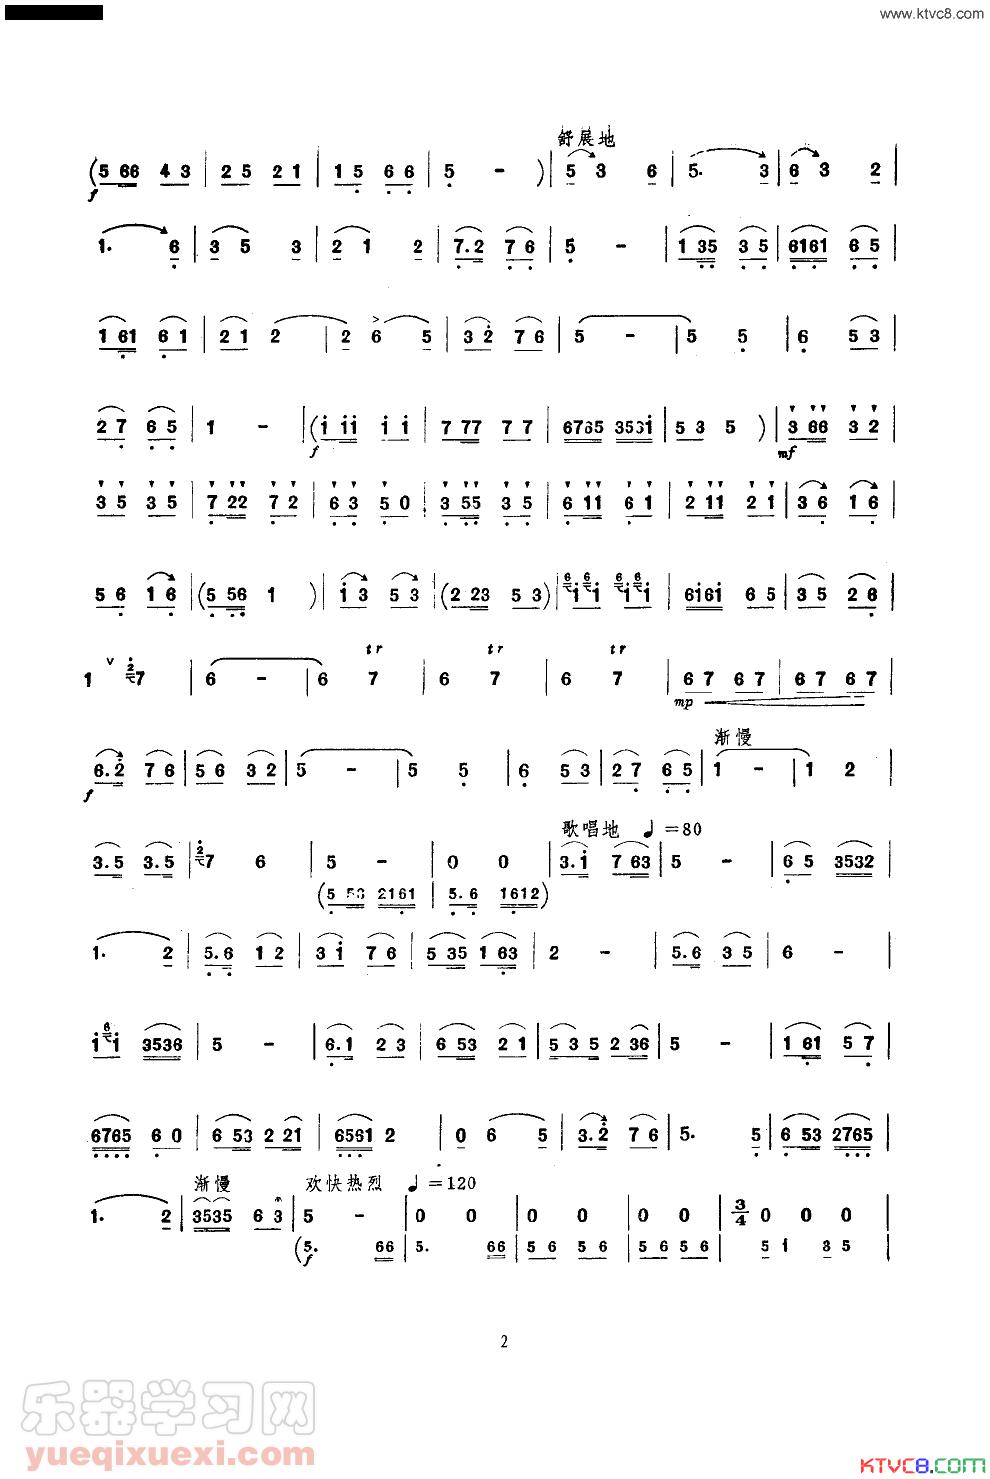 www.ktvc8.com
舒展地
(5 66 4 3 | 2 5 2 1 | 1 5 6 6 | 5 - ) | 5 3 6 | 5. 3 | 6 3 2 |
f
1. 6 | 3 5 3 | 2 1 2 | 7.2 7 6 | 5 - | 1 35 3 5 | 6161 6 5 |
1 61 6 1 | 2 1 2 | 2 6 5 | 3 2 7 6 | 5 - | 5 5 | 6 5 3 |
2 7 6 5 | 1 - | (i ii i i | 7 77 7 7 | 6765 3561 | 5 3 5 ) | 3 66 3 2 |
f mf
3 5 3 5 | 7 22 7 2 | 6 3 5 0 | 3 55 3 5 | 6 11 6 1 | 2 11 2 1 | 3 6 1 6 |
5 6 1 6 | (5 56 1 ) | i 3 5 3 | (2 23 5 3) | 6i 6i 6i 6i | 6i6i 6 5 | 3 5 2 6 |
tr tr tr
1 v 2 7 | 6 - | 6 7 | 6 7 | 6 7 | 6 7 6 7 | 6 7 6 7 |
mp
渐慢
6.2 7 6 | 5 6 3 2 | 5 - | 5 5 | 6 5 3 | 2 7 6 5 | 1 - | 1 2 |
f
歌唱地 ♩=80
3.5 3.5 | 2 7 6 | 5 - | 0 0 | 3.i 7 63 | 5 - | 6 5 3532 |
(5 53 2161 | 5.6 1612)
1. 2 | 5.6 1 2 | 3 i 7 6 | 5 35 1 63 | 2 - | 5.6 3 5 | 6 - |
i 6 i 3536 | 5 - | 6.1 2 3 | 6 53 2 1 | 5 3 5 2 36 | 5 - | 1 61 5 7 |
6765 6 0 | 6 53 2 21 | 6561 2 | 0 6 5 | 3.2 7 6 | 5. 5 | 6 53 2765 |
渐慢 欢快热烈 ♩=120
1. 2 | 3535 6 3 | 5 - | 0 0 | 0 0 | 0 0 | 3/4 0 0 0 |
(5. 66 | 5. 66 | 5 6 5 6 | 5 6 5 6 | 5 i 3 5 |
f
2
乐器学习网
yueqixuexi.com
KTVC8.COM